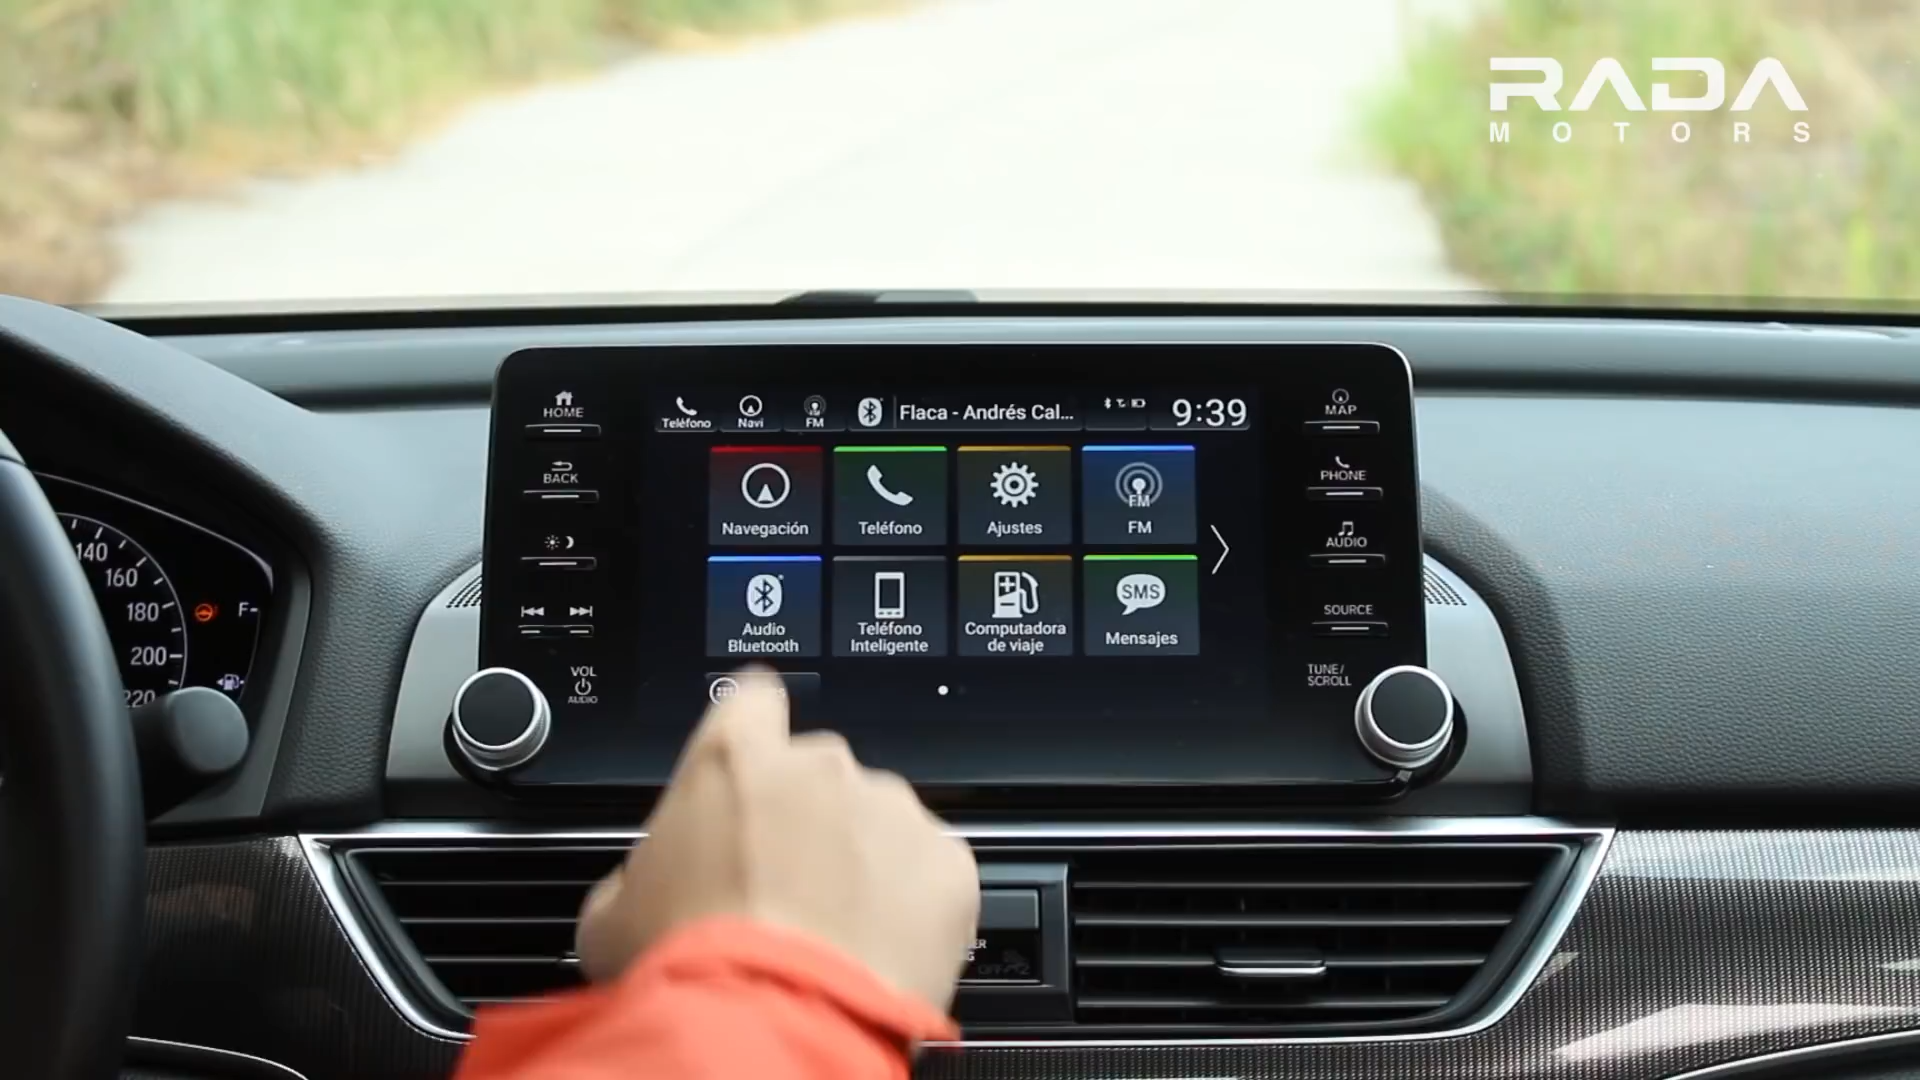 RADA
MOTORS
HOME
BACK
VOL
AUDIO
Teléfono
Navi
FM
Flaca - Andrés Cal...
9:39
Navegación
Teléfono
Ajustes
FM
FM
Audio
Bluetooth
Teléfono
Inteligente
Computadora
de viaje
SMS
Mensajes
MAP
PHONE
AUDIO
SOURCE
TUNE/
SCROLL
140
160
180
200
220
F